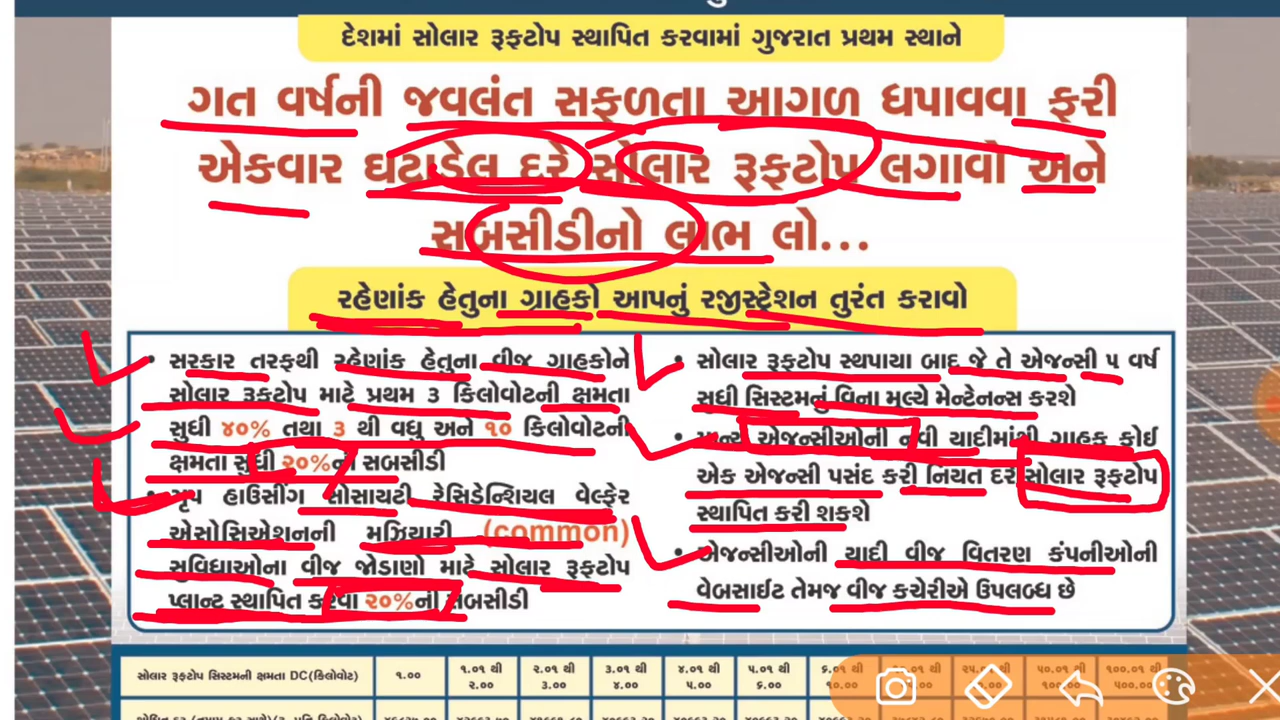 દેશમાં સોલાર રૂફટોપ સ્થાપિત કરવામાં ગુજરાત પ્રથમ સ્થાને
ગત વર્ષની જવલંત સફળતા આગળ ધપાવવા ફરી
એકવાર ઘટાડેલ દરે સોલાર રૂફટોપ લગાવો અને
સબસીડીનો લાભ લો...
રહેણાંક હેતુના ગ્રાહકો આપનું રજીસ્ટ્રેશન તુરંત કરાવો
• સરકાર તરફથી રહેણાંક હેતુના વીજ ગ્રાહકોને
સોલાર રૂફટોપ માટે પ્રથમ ૩ કિલોવોટની ક્ષમતા
સુધી ૪૦% તથા ૩ થી વધુ અને ૧૦ કિલોવોટની
ક્ષમતા સુધી ૨૦%ની સબસીડી
ગૃપ હાઉસીંગ સોસાયટી રેસિડેન્શિયલ વેલ્ફેર
એસોસિએશનની મઝિયારી (common)
સુવિધાઓના વીજ જોડાણો માટે સોલાર રૂફટોપ
પ્લાન્ટ સ્થાપિત કરવા ૨૦%ની સબસીડી
• સોલાર રૂફટોપ સ્થપાયા બાદ જે તે એજન્સી ૫ વર્ષ
સધી સિસ્ટમનું વિના મુલ્યે મેન્ટેનન્સ કરશે
• માન્ય એજન્સીઓની નવી યાદીમાંથી ગ્રાહક કોઈ
એક એજન્સી પસંદ કરી નિયત દરે સોલાર રૂફટોપ
સ્થાપિત કરી શકશે
• એજન્સીઓની યાદી વીજ વિતરણ કંપનીઓની
વેબસાઈટ તેમજ વીજ કચેરીએ ઉપલબ્ધ છે
સોલાર રૂફટોપ સિસ્ટમની ક્ષમતા DC(કિલોવોટ) ૧.૦૦ ૧.૦૧ થી ૨.૦૦ ૨.૦૧ થી ૩.૦૦ ૩.૦૧ થી ૪.૦૦ ૪.૦૧ થી ૫.૦૦ ૫.૦૧ થી ૬.૦૦ ૬.૦૧ થી ૧૦.૦૦